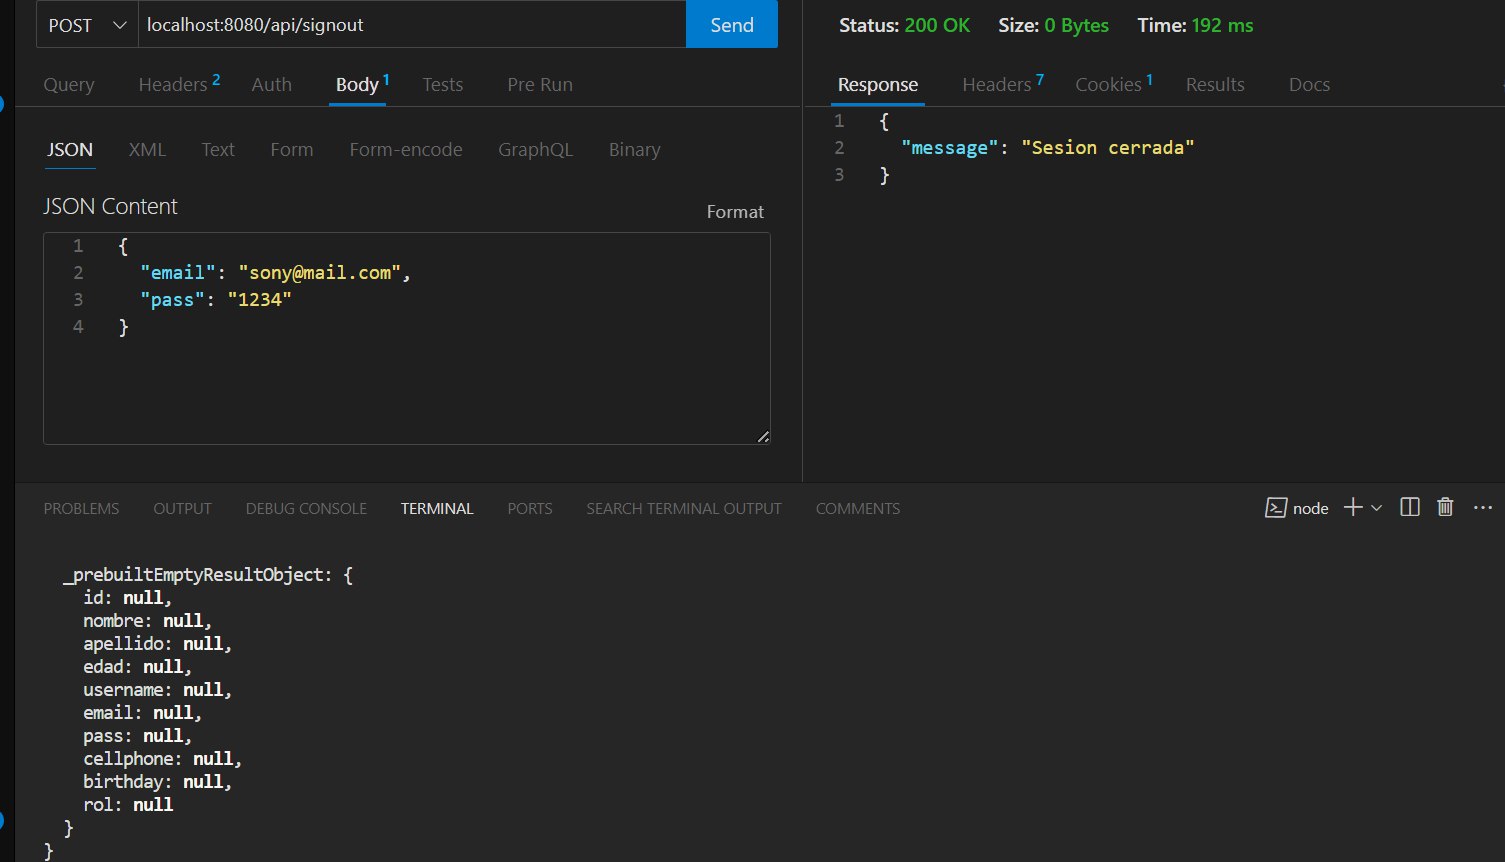 POST localhost:8080/api/signout Send
Query Headers 2 Auth Body 1 Tests Pre Run
JSON XML Text Form Form-encode GraphQL Binary
JSON Content
Format
1 {
2 "email": "sony@mail.com",
3 "pass": "1234"
4 }
Status: 200 OK Size: 0 Bytes Time: 192 ms
Response Headers 7 Cookies 1 Results Docs
1 {
2 "message": "Sesion cerrada"
3 }
PROBLEMS OUTPUT DEBUG CONSOLE TERMINAL PORTS SEARCH TERMINAL OUTPUT COMMENTS node
_prebuiltEmptyResultObject: {
id: null,
nombre: null,
apellido: null,
edad: null,
username: null,
email: null,
pass: null,
cellphone: null,
birthday: null,
rol: null
}
}